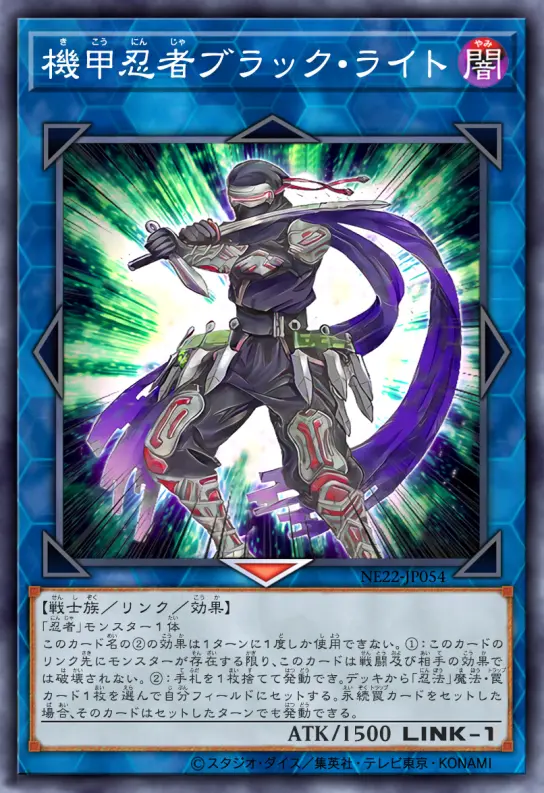 機甲忍者ブラック・ライト 闇
NE22-JP054
【戦士族／リンク／効果】
「忍者」モンスター1体
このカード名の②の効果は1ターンに1度しか使用できない。①：このカードの
リンク先にモンスターが存在する限り、このカードは戦闘及び相手の効果で
は破壊されない。②：手札を1枚捨てて発動でき。デッキから「忍法」魔法・罠
カード1枚を選んで自分フィールドにセットする。永続罠カードをセットした
場合、そのカードはセットしたターンでも発動できる。
ATK/1500 LINK-1
©スタジオ・ダイス／集英社・テレビ東京・KONAMI